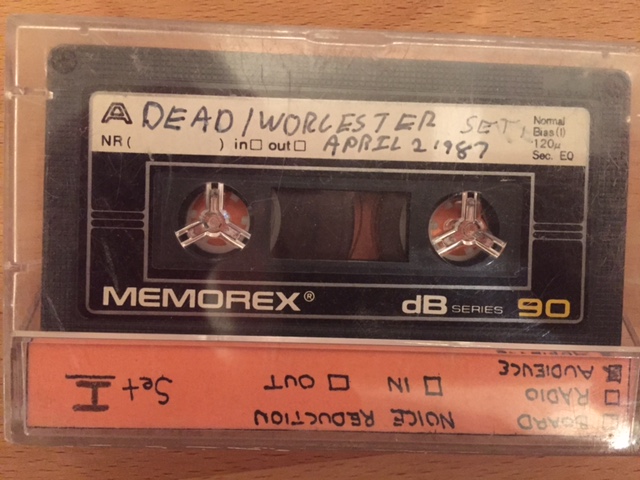 A DEAD/WORCESTER SET 1
NR( ) in□ out□ APRIL 2 1987
Normal
Bias(I)
120μ
Sec. EQ
MEMOREX® dB SERIES 90
NOICE REDUCTION
□ IN □ OUT
Set I
□ BOARD
□ RADIO
☒ AUDIENCE